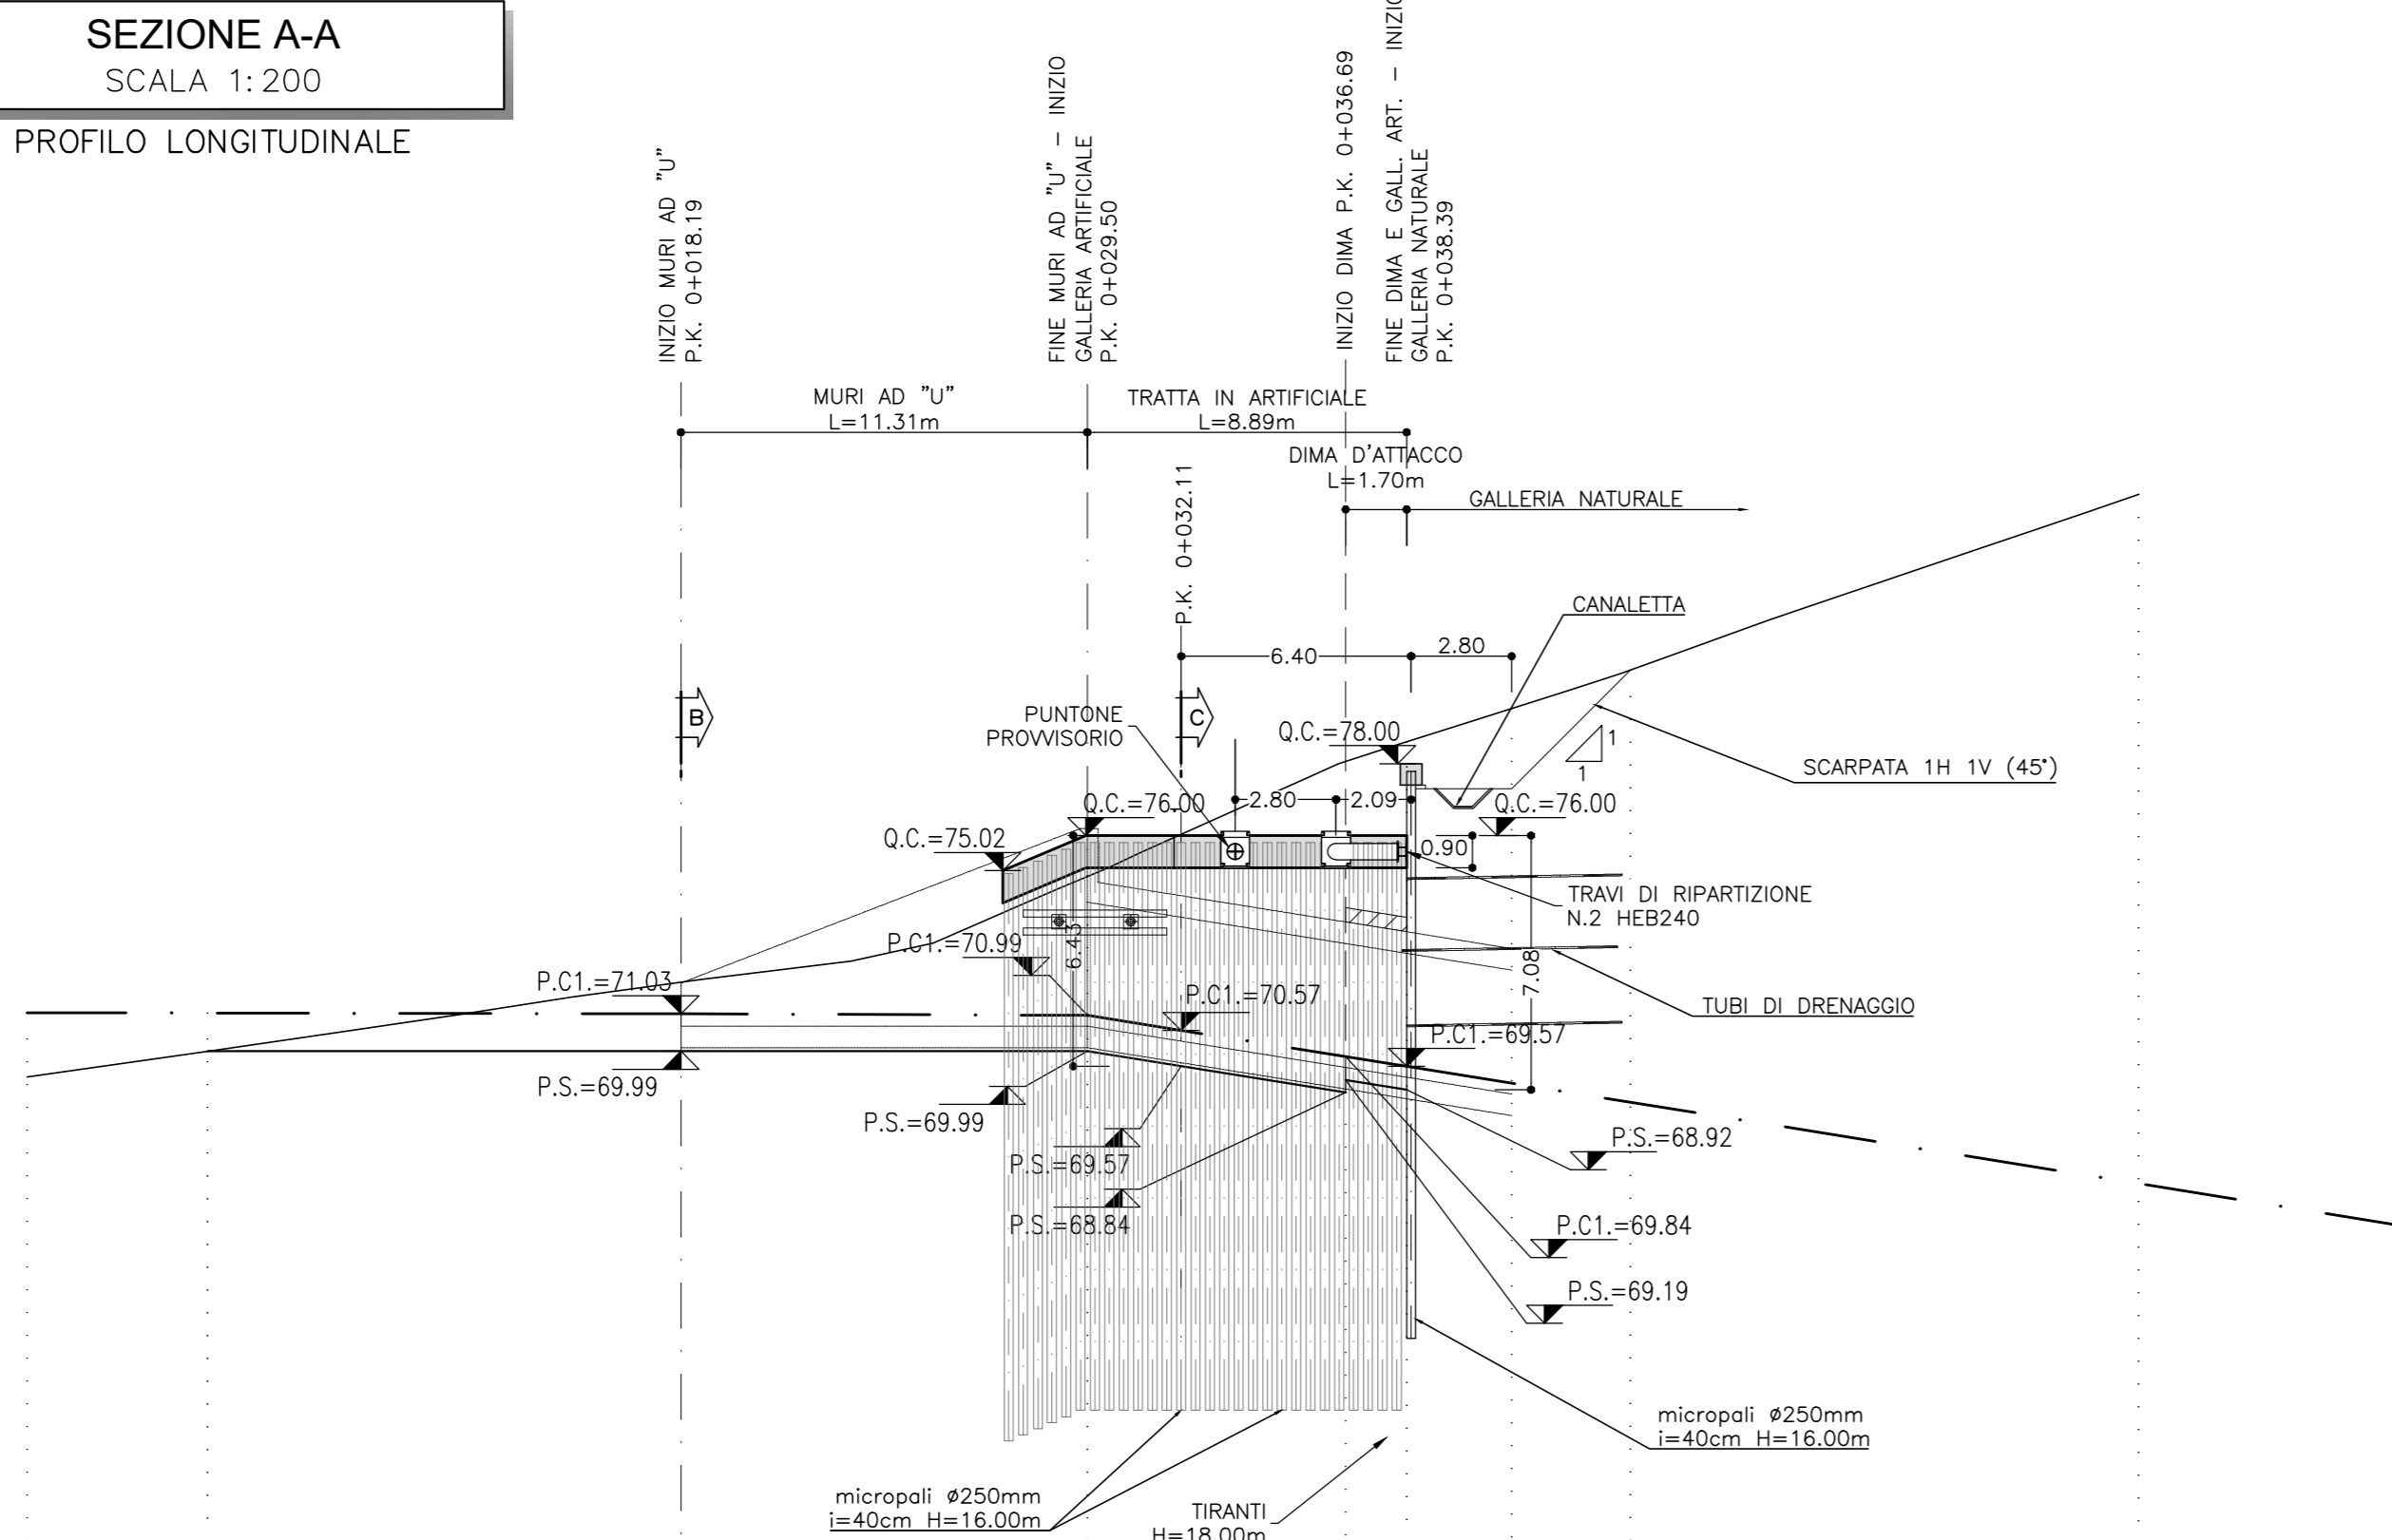 SEZIONE A-A
SCALA 1:200
PROFILO LONGITUDINALE
INIZIO MURI AD "U"
P.K. 0+018.19
FINE MURI AD "U" - INIZIO
GALLERIA ARTIFICIALE
P.K. 0+029.50
INIZIO DIMA P.K. 0+036.69
FINE DIMA E GALL. ART. - INIZIO
GALLERIA NATURALE
P.K. 0+038.39
MURI AD "U"
L=11.31m
TRATTA IN ARTIFICIALE
L=8.89m
DIMA D'ATTACCO
L=1.70m
GALLERIA NATURALE
P.K. 0+032.11
CANALETTA
6.40
2.80
B
C
PUNTONE
PROVVISORIO
Q.C.=78.00
1
1
SCARPATA 1H 1V (45°)
Q.C.=76.00
2.80
2.09
Q.C.=76.00
Q.C.=75.02
0.90
TRAVI DI RIPARTIZIONE
N.2 HEB240
P.C1.=70.99
6.43
7.08
P.C1.=71.03
P.C1.=70.57
TUBI DI DRENAGGIO
P.C1.=69.57
P.S.=69.99
P.S.=69.99
P.S.=68.92
P.S.=69.57
P.S.=68.84
P.C1.=69.84
P.S.=69.19
micropali ø250mm
i=40cm H=16.00m
micropali ø250mm
i=40cm H=16.00m
TIRANTI
H=18.00m